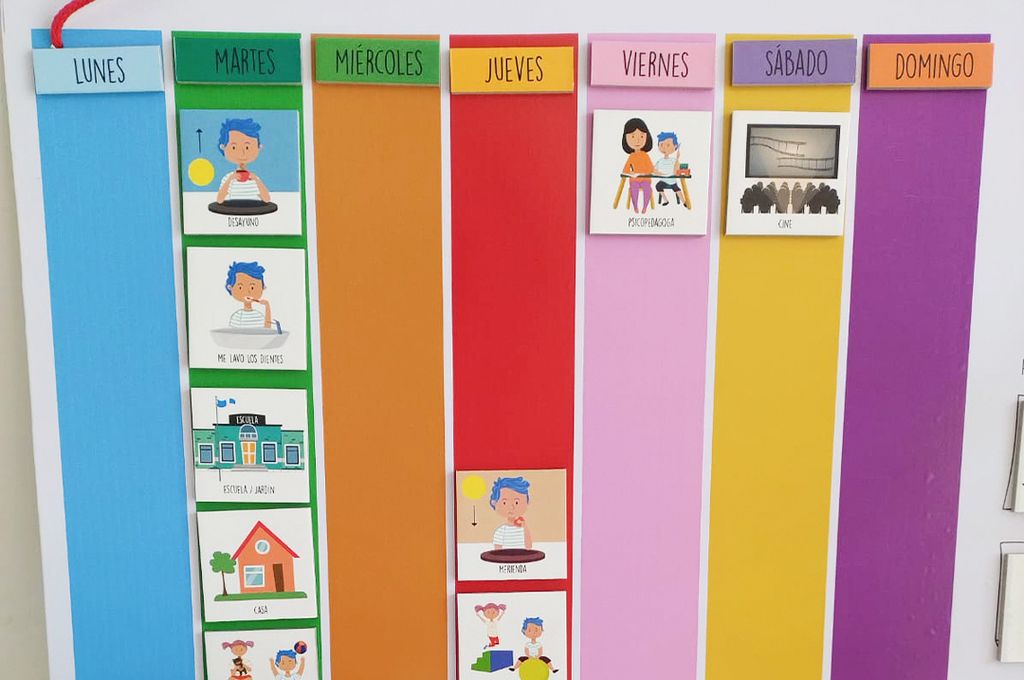 LUNES
MARTES
MIÉRCOLES
JUEVES
VIERNES
SÁBADO
DOMINGO
DESAYUNO
ME LAVO LOS DIENTES
ESCUELA
ESCUELA / JARDÍN
CASA
MERIENDA
PSICOPEDAGOGA
CINE